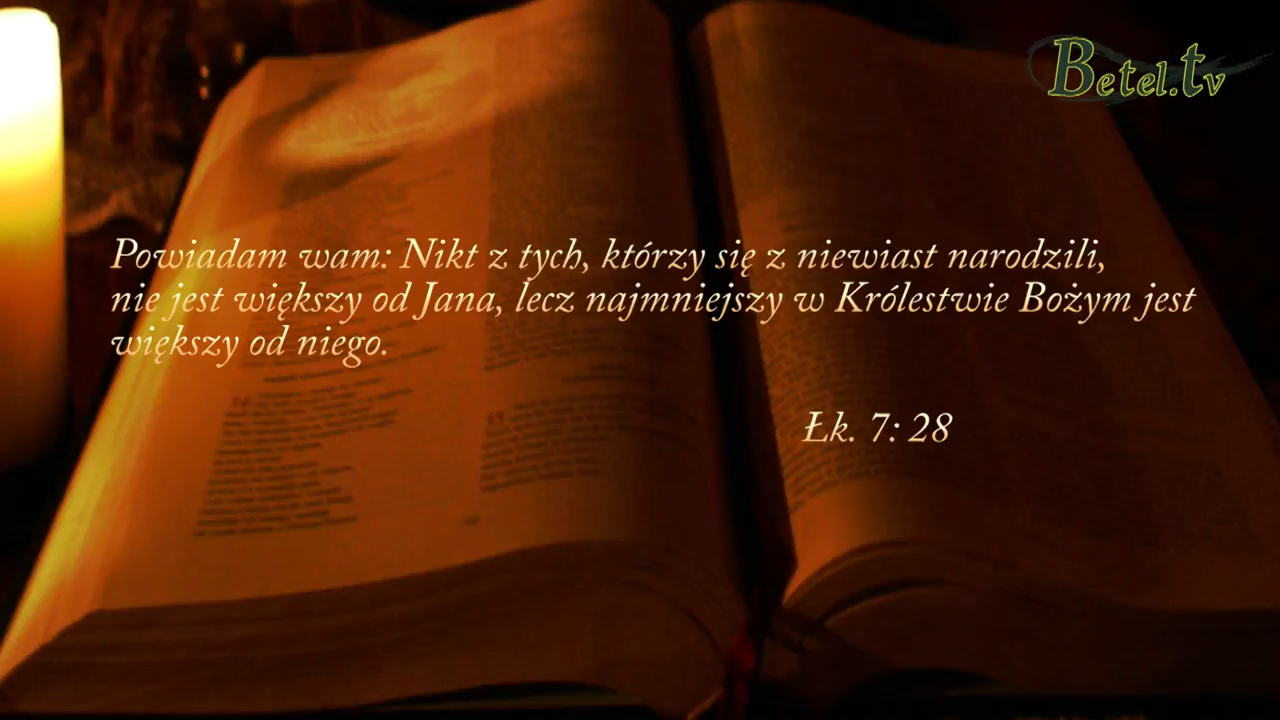 Betel.tv
Powiadam wam: Nikt z tych, którzy się z niewiast narodzili,
nie jest większy od Jana, lecz najmniejszy w Królestwie Bożym jest
większy od niego.
Łk. 7: 28